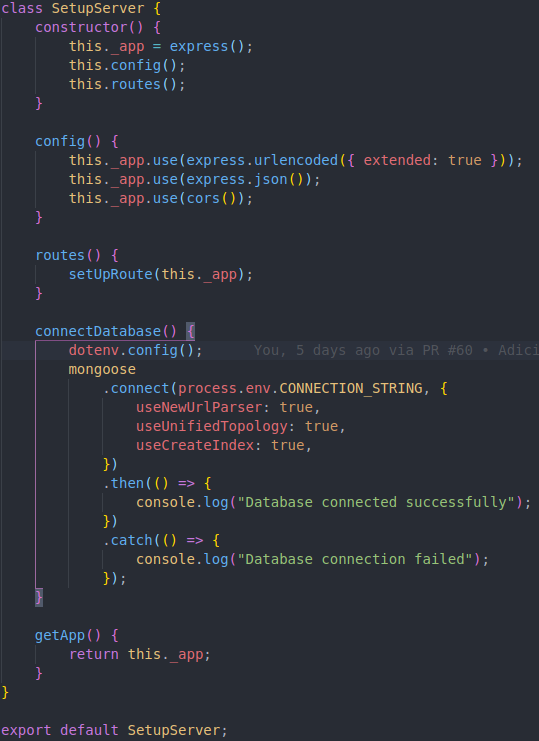 class SetupServer {
    constructor() {
        this._app = express();
        this.config();
        this.routes();
    }

    config() {
        this._app.use(express.urlencoded({ extended: true }));
        this._app.use(express.json());
        this._app.use(cors());
    }

    routes() {
        setUpRoute(this._app);
    }

    connectDatabase() {
        dotenv.config();      You, 5 days ago via PR #60 • Adici
        mongoose
            .connect(process.env.CONNECTION_STRING, {
                useNewUrlParser: true,
                useUnifiedTopology: true,
                useCreateIndex: true,
            })
            .then(() => {
                console.log("Database connected successfully");
            })
            .catch(() => {
                console.log("Database connection failed");
            });
    }

    getApp() {
        return this._app;
    }
}

export default SetupServer;